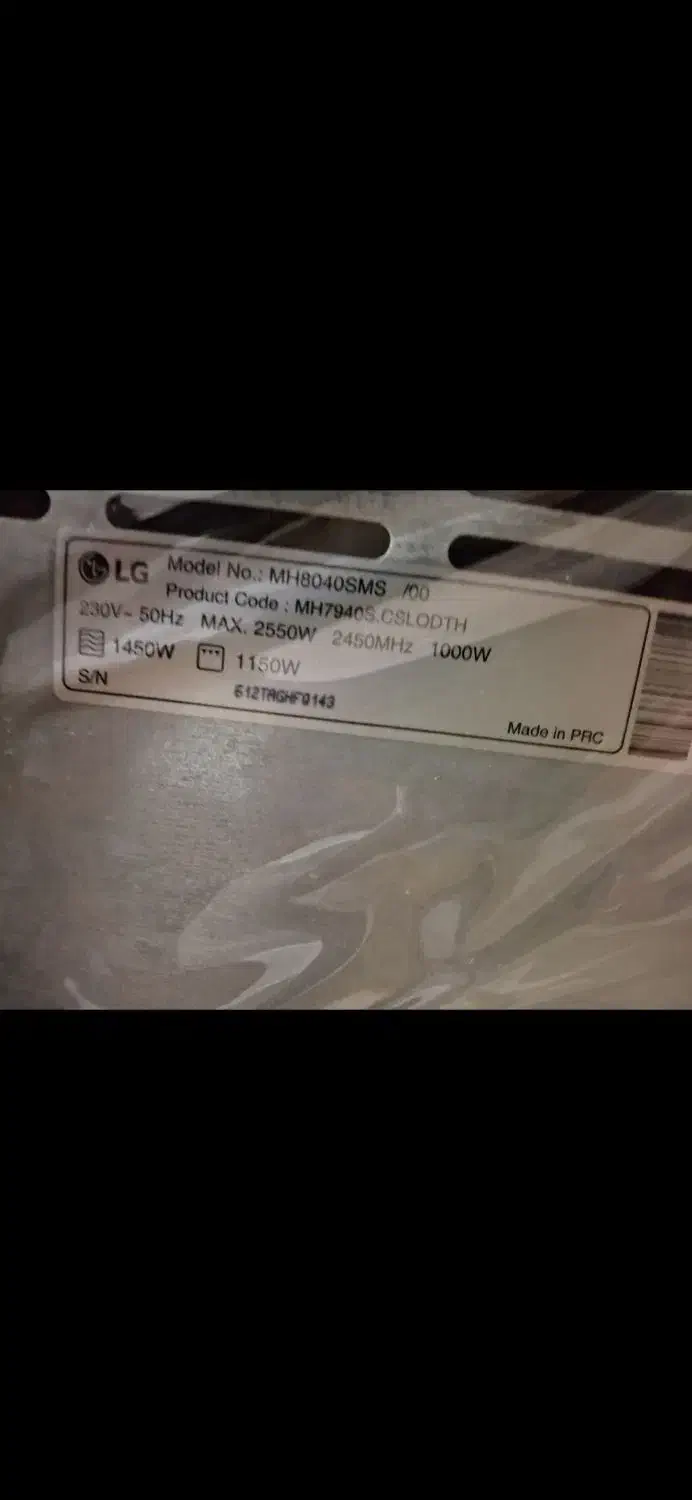 LG Model No.: MH8040SMS /00
Product Code : MH7940S.CSLODTH
230V~ 50Hz MAX. 2550W 2450MHz 1000W
1450W 1150W
S/N 612TAGHF0143
Made in PRC